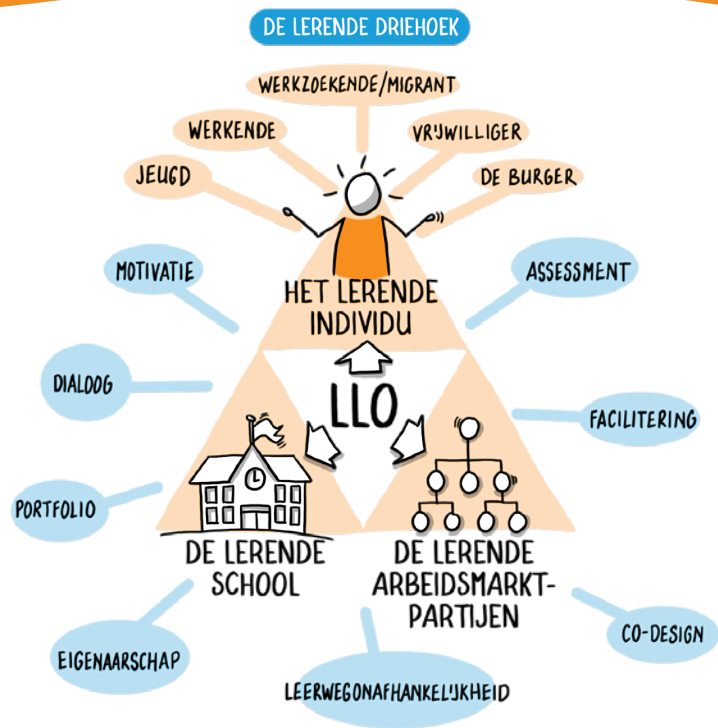 DE LERENDE DRIEHOEK
WERKZOEKENDE/MIGRANT
WERKENDE
VRIJWILLIGER
JEUGD
DE BURGER
MOTIVATIE
ASSESSMENT
HET LERENDE
INDIVIDU
DIALOOG
LLO
FACILITERING
PORTFOLIO
DE LERENDE
SCHOOL
DE LERENDE
ARBEIDSMARKT-
PARTIJEN
EIGENAARSCHAP
CO-DESIGN
LEERWEGONAFHANKELIJKHEID